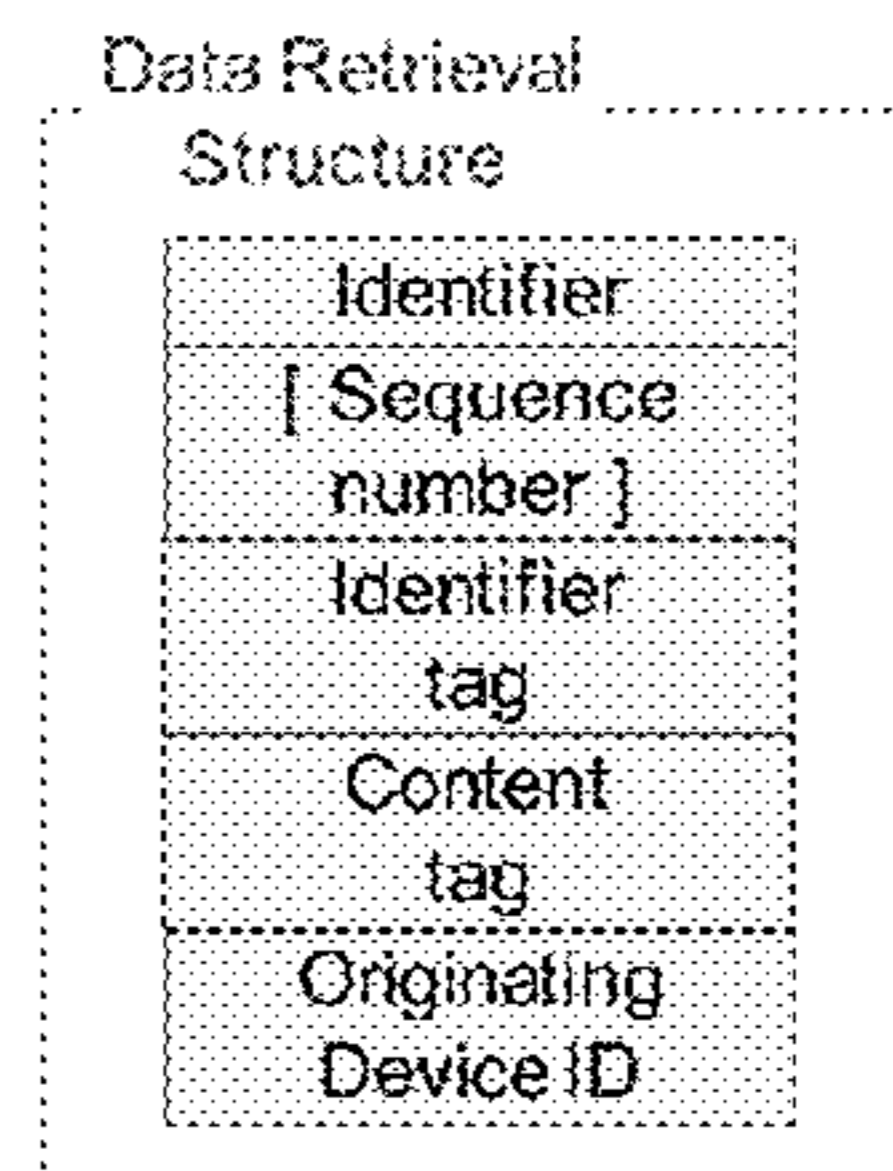 Data Retrieval
Structure
Identifier
[ Sequence
number ]
Identifier
tag
Content
tag
Originating
Device ID